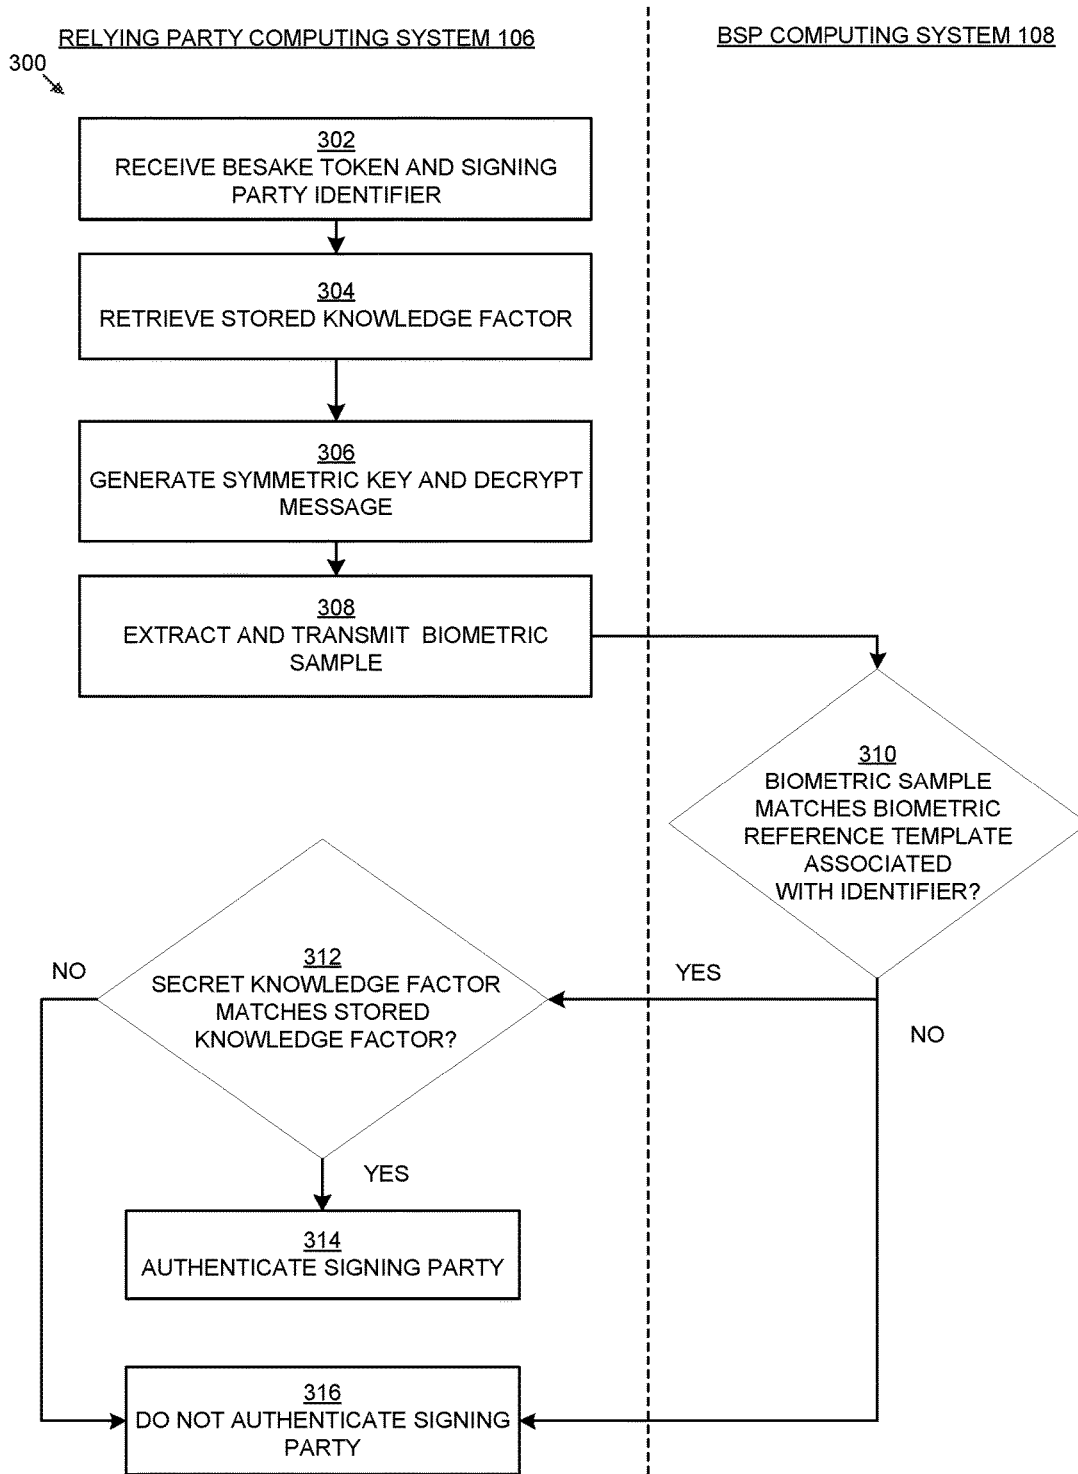 RELYING PARTY COMPUTING SYSTEM 106
BSP COMPUTING SYSTEM 108
300
302
RECEIVE BESAKE TOKEN AND SIGNING
PARTY IDENTIFIER
304
RETRIEVE STORED KNOWLEDGE FACTOR
306
GENERATE SYMMETRIC KEY AND DECRYPT
MESSAGE
308
EXTRACT AND TRANSMIT BIOMETRIC
SAMPLE
310
BIOMETRIC SAMPLE
MATCHES BIOMETRIC
REFERENCE TEMPLATE
ASSOCIATED
WITH IDENTIFIER?
YES
NO
312
SECRET KNOWLEDGE FACTOR
MATCHES STORED
KNOWLEDGE FACTOR?
NO
YES
314
AUTHENTICATE SIGNING PARTY
316
DO NOT AUTHENTICATE SIGNING
PARTY